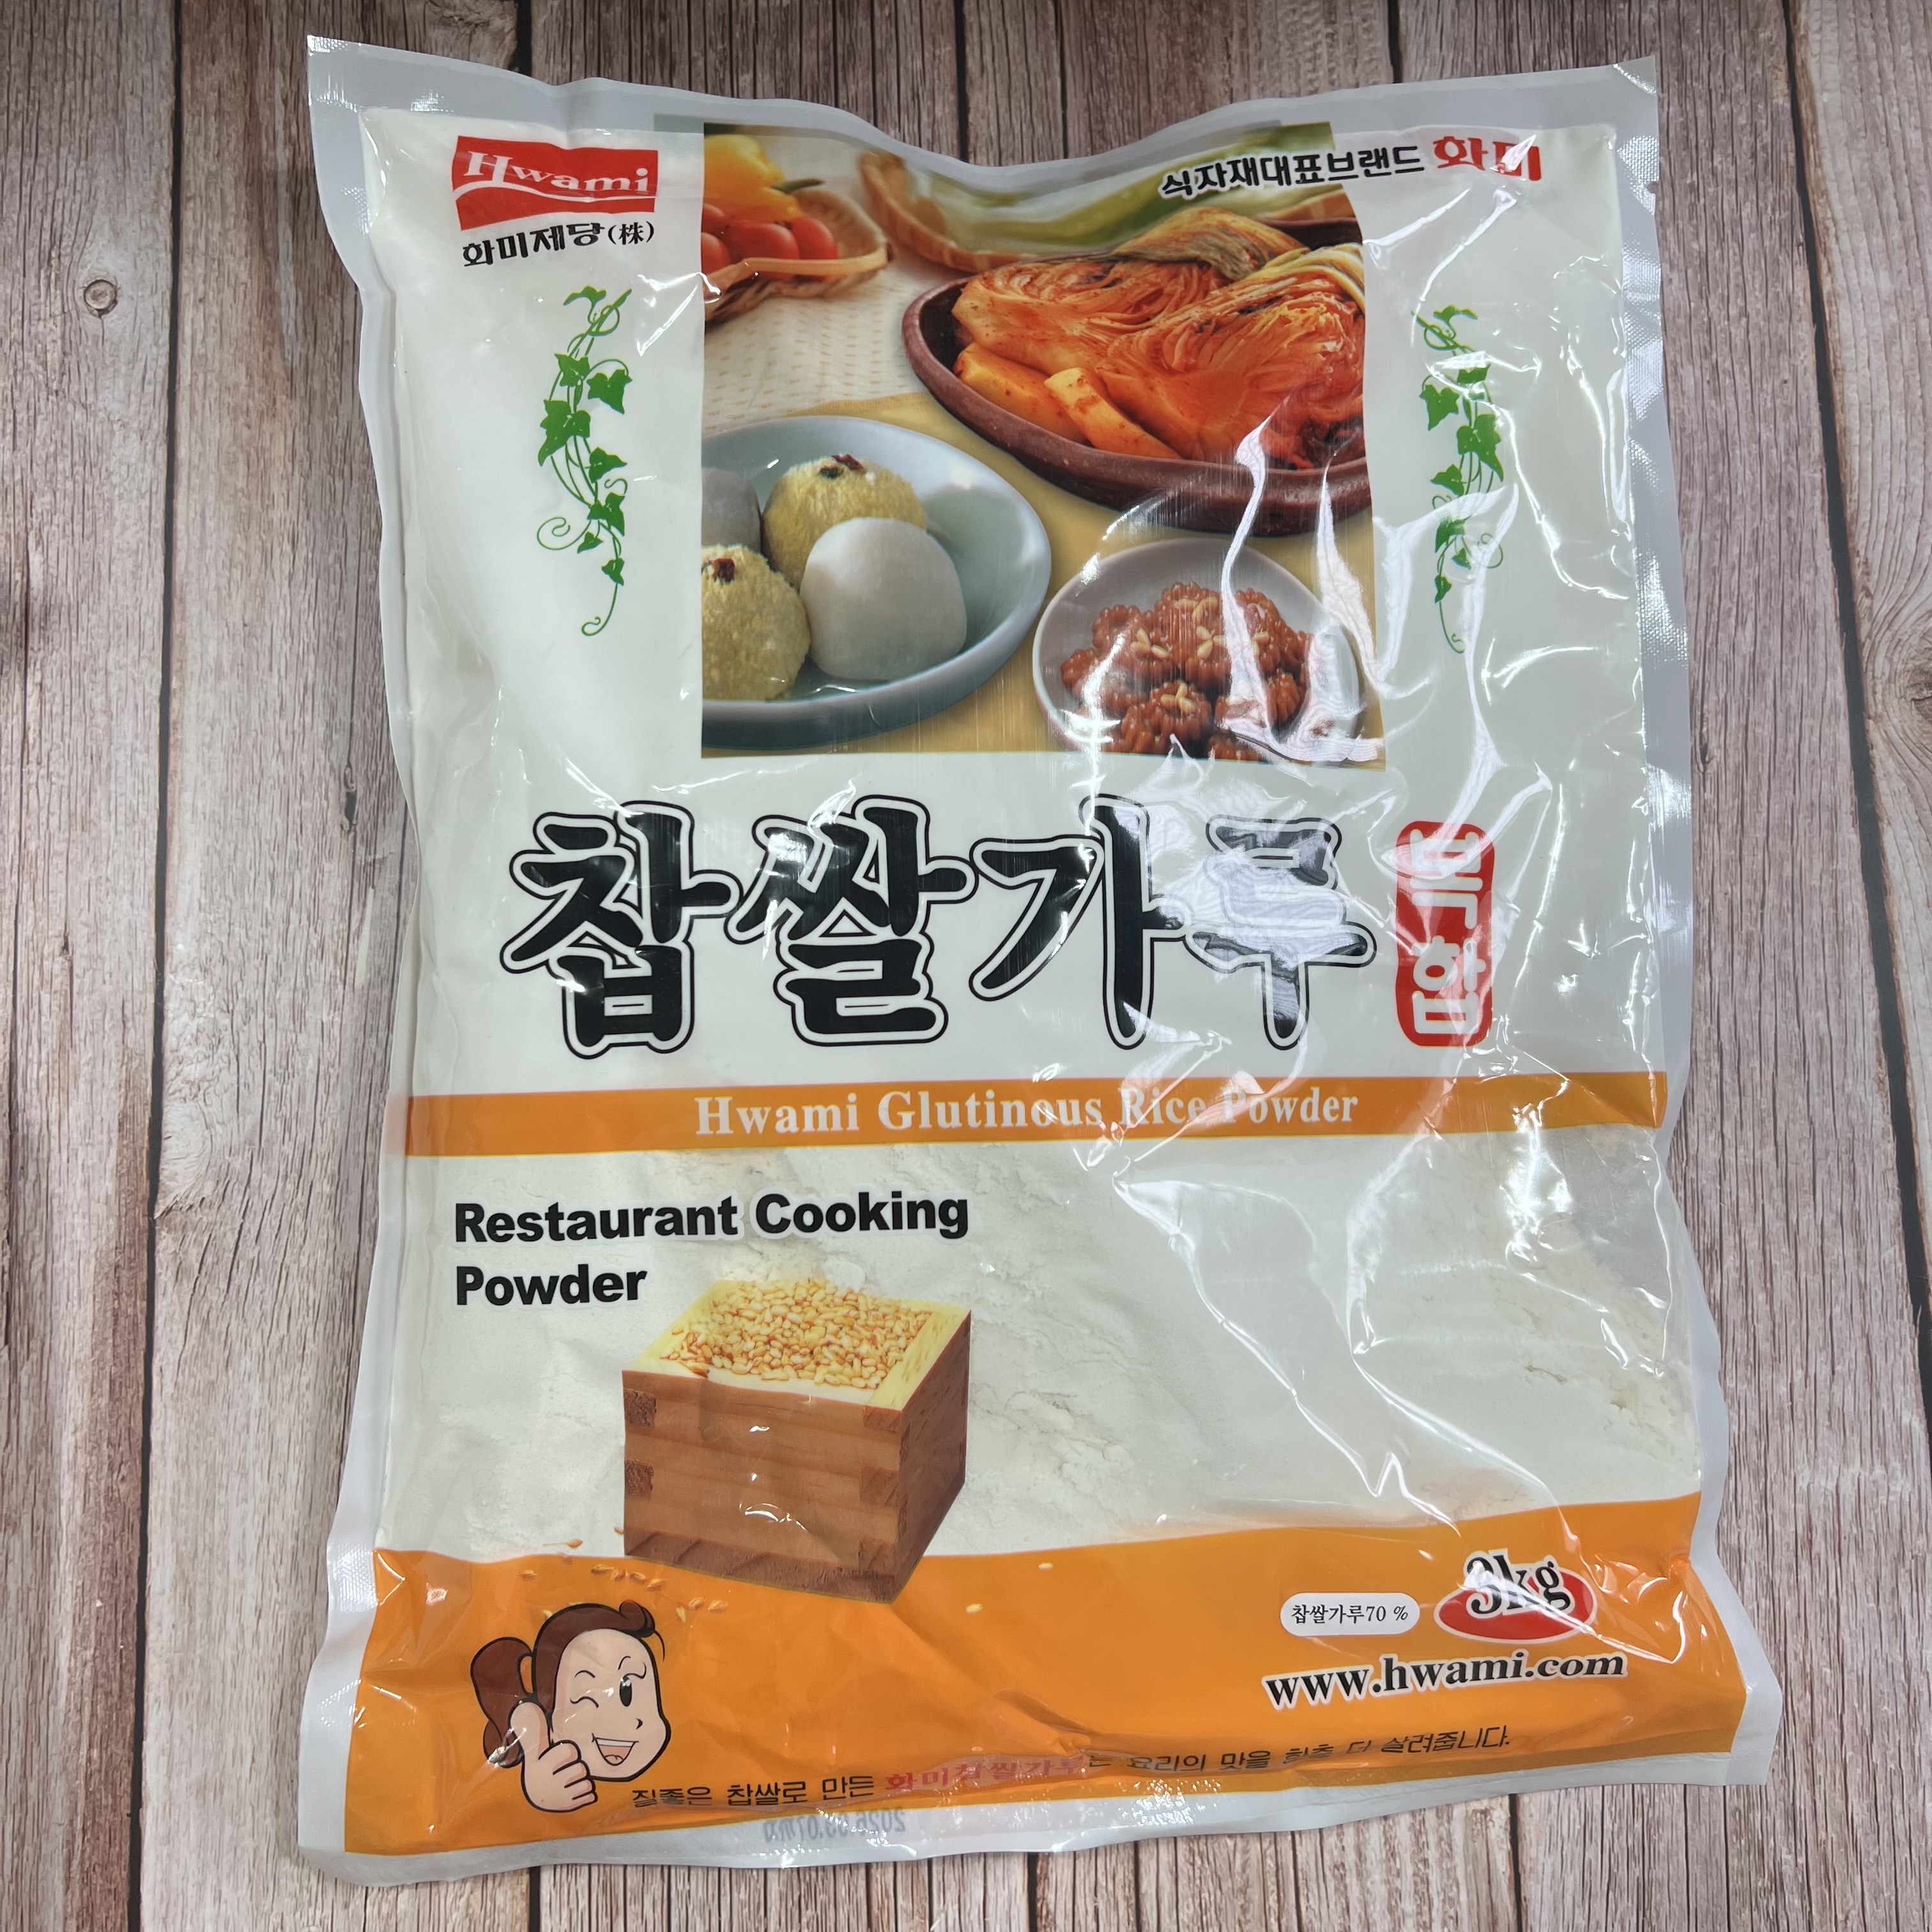 Hwami
화미제당(株)
식자재대표브랜드 화미
찹쌀가루
복합
Hwami Glutinous Rice Powder
Restaurant Cooking
Powder
찹쌀가루70 %
3kg
www.hwami.com
질좋은 찹쌀로 만든 화미찹쌀가루는 요리의 맛을 한층 더 살려줍니다.